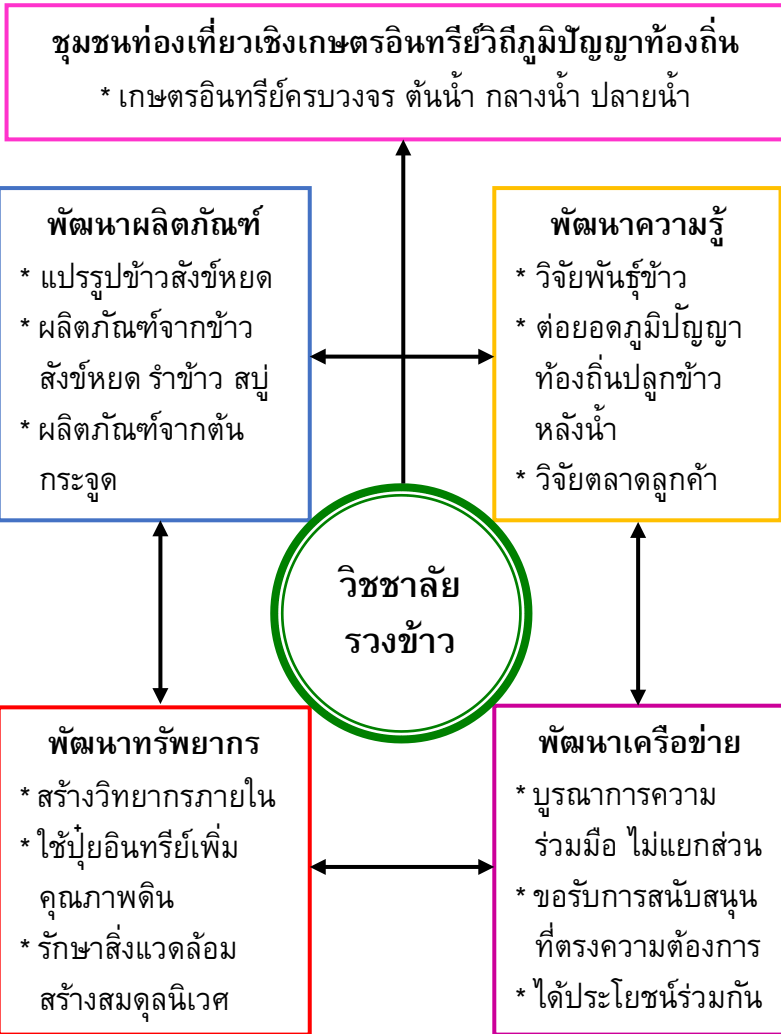 ชุมชนท่องเที่ยวเชิงเกษตรอินทรีย์วิถีภูมิปัญญาท้องถิ่น
* เกษตรอินทรีย์ครบวงจร ต้นน้ำ กลางน้ำ ปลายน้ำ
พัฒนาผลิตภัณฑ์
* แปรรูปข้าวสังข์หยด
* ผลิตภัณฑ์จากข้าว
สังข์หยด รำข้าว สบู่
* ผลิตภัณฑ์จากต้น
กระจูด
พัฒนาความรู้
* วิจัยพันธุ์ข้าว
* ต่อยอดภูมิปัญญา
ท้องถิ่นปลูกข้าว
หลังน้ำ
* วิจัยตลาดลูกค้า
วิชชาลัย
รวงข้าว
พัฒนาทรัพยากร
* สร้างวิทยากรภายใน
* ใช้ปุ๋ยอินทรีย์เพิ่ม
คุณภาพดิน
* รักษาสิ่งแวดล้อม
สร้างสมดุลนิเวศ
พัฒนาเครือข่าย
* บูรณาการความ
ร่วมมือ ไม่แยกส่วน
* ขอรับการสนับสนุน
ที่ตรงความต้องการ
* ได้ประโยชน์ร่วมกัน